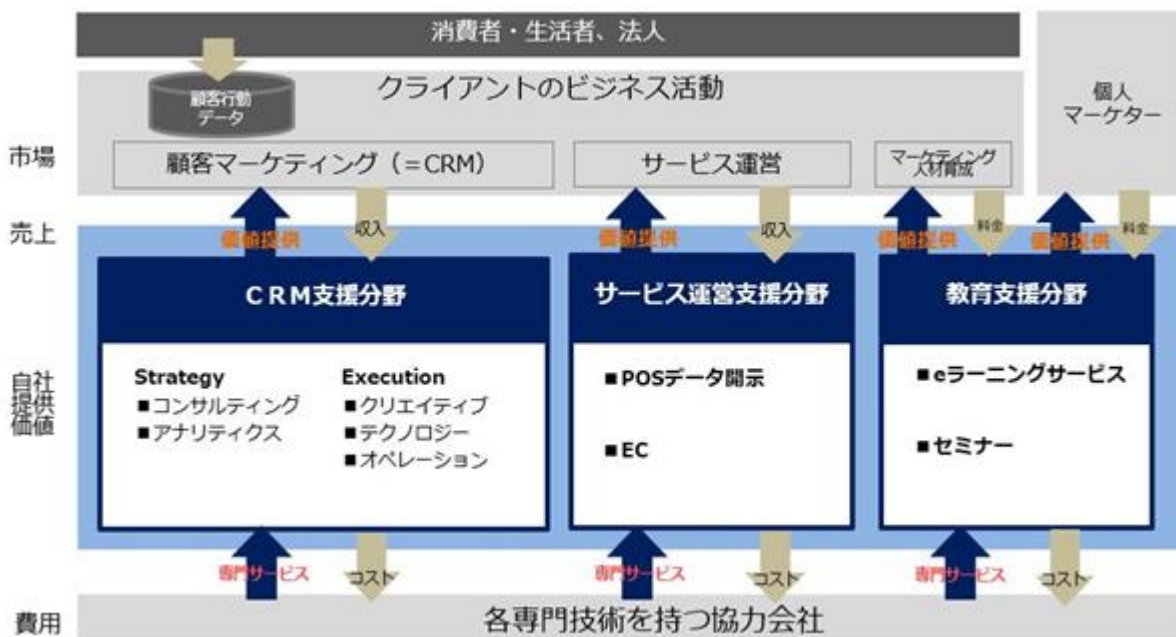 消費者・生活者、法人
顧客行動
データ
クライアントのビジネス活動
個人
マーケター
市場
顧客マーケティング（＝CRM）
サービス運営
マーケティング
人材育成
売上
価値提供
収入
価値提供
収入
価値提供
料金
価値提供
料金
ＣＲＭ支援分野
サービス運営支援分野
教育支援分野
自社
提供
価値
Strategy
■コンサルティング
■アナリティクス
Execution
■クリエイティブ
■テクノロジー
■オペレーション
■POSデータ開示
■EC
■eラーニングサービス
■セミナー
専門サービス
コスト
専門サービス
コスト
専門サービス
コスト
費用
各専門技術を持つ協力会社